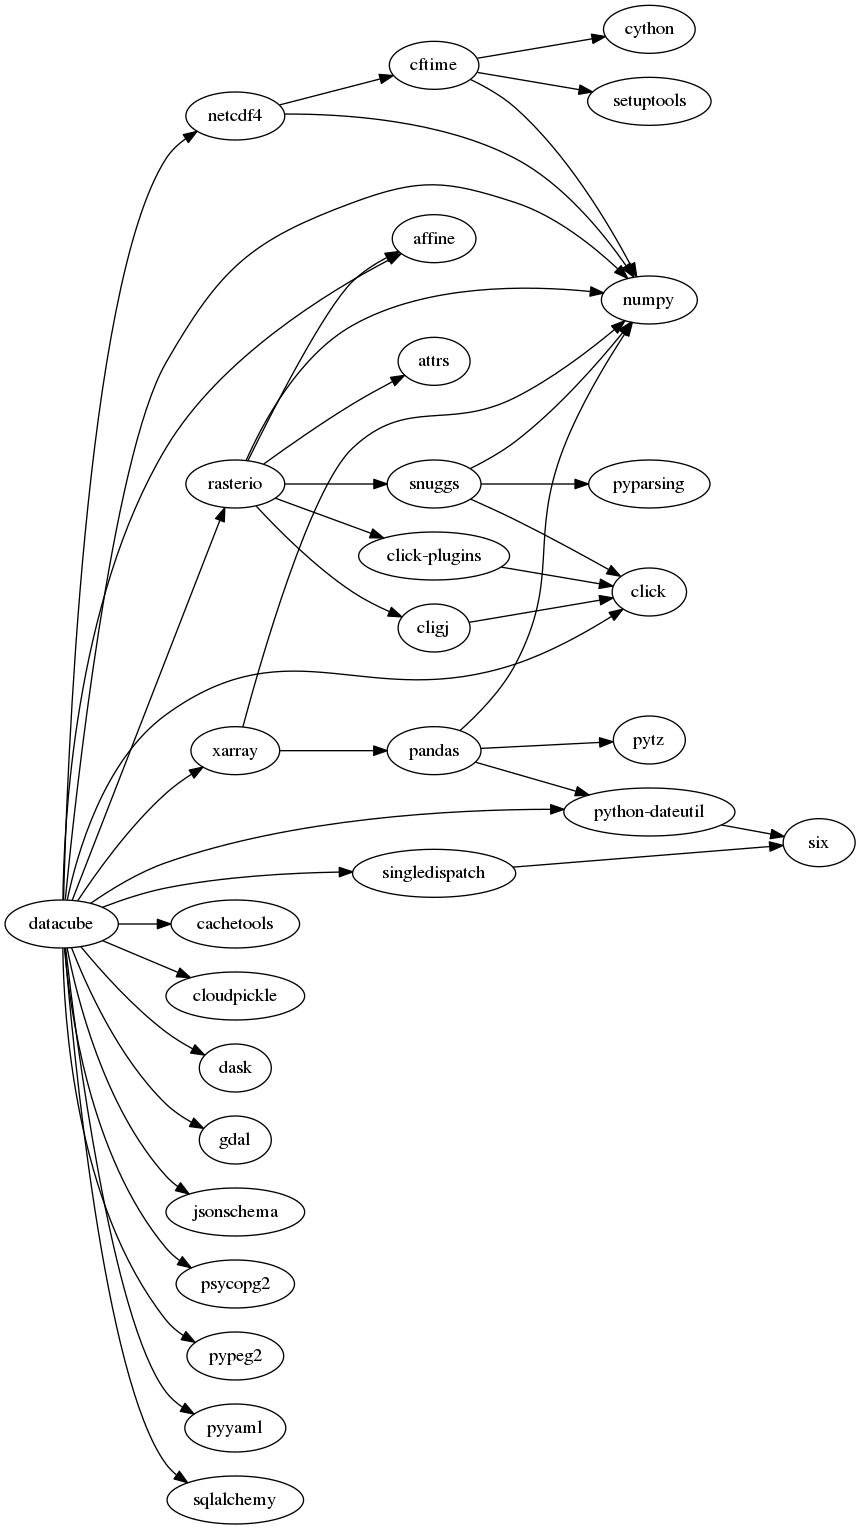 cython
cftime
setuptools
netcdf4
affine
numpy
attrs
rasterio
snuggs
pyparsing
click-plugins
click
cligj
xarray
pandas
pytz
python-dateutil
six
singledispatch
datacube
cachetools
cloudpickle
dask
gdal
jsonschema
psycopg2
pypeg2
pyyaml
sqlalchemy